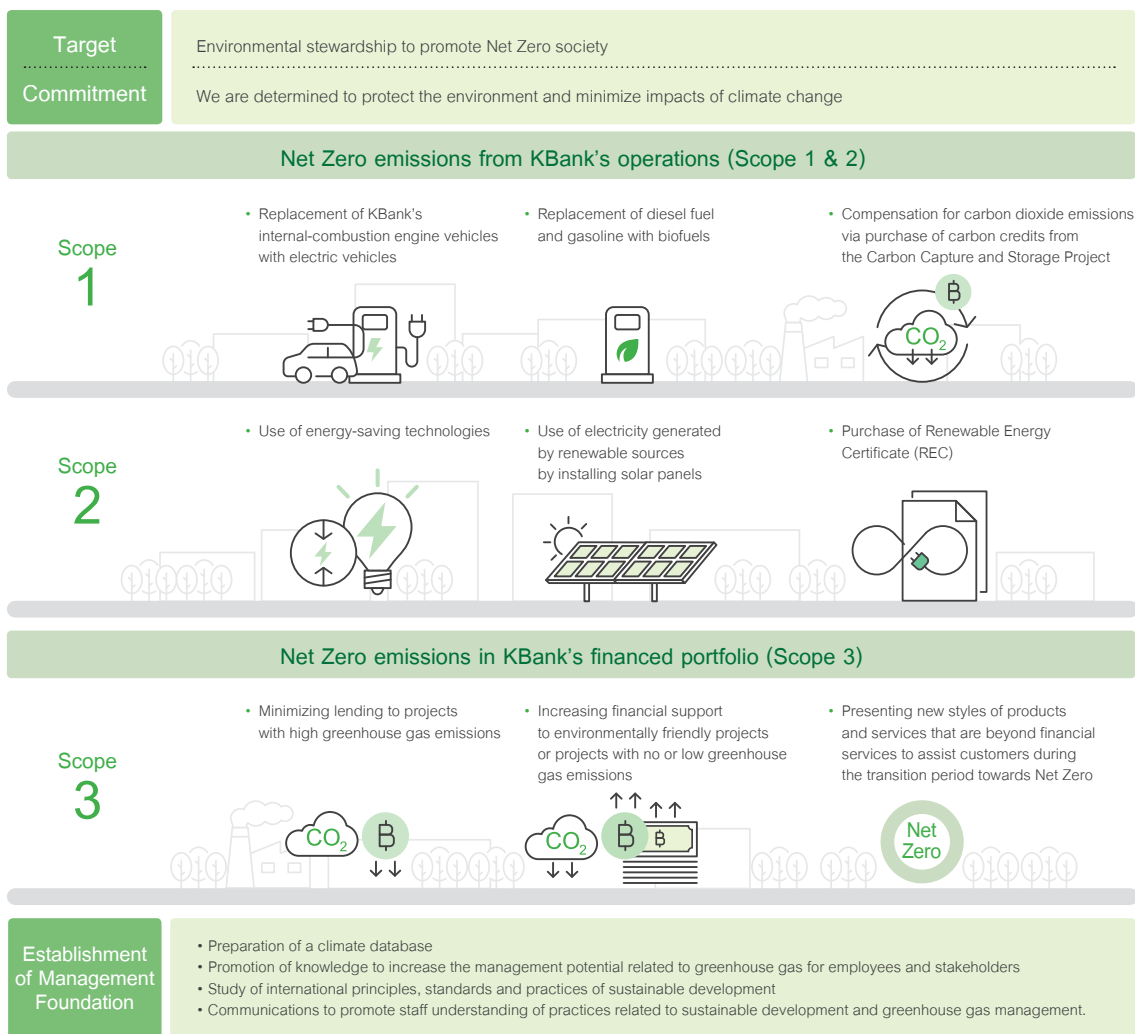 Target
Environmental stewardship to promote Net Zero society
Commitment
We are determined to protect the environment and minimize impacts of climate change
Net Zero emissions from KBank's operations (Scope 1 & 2)
Scope
1
• Replacement of KBank's
internal-combustion engine vehicles
with electric vehicles
• Replacement of diesel fuel
and gasoline with biofuels
• Compensation for carbon dioxide emissions
via purchase of carbon credits from
the Carbon Capture and Storage Project
฿
CO₂
Scope
2
• Use of energy-saving technologies
• Use of electricity generated
by renewable sources
by installing solar panels
• Purchase of Renewable Energy
Certificate (REC)
Net Zero emissions in KBank's financed portfolio (Scope 3)
Scope
3
• Minimizing lending to projects
with high greenhouse gas emissions
CO₂
฿
• Increasing financial support
to environmentally friendly projects
or projects with no or low greenhouse
gas emissions
CO₂
฿
฿
• Presenting new styles of products
and services that are beyond financial
services to assist customers during
the transition period towards Net Zero
Net
Zero
Establishment
of Management
Foundation
• Preparation of a climate database
• Promotion of knowledge to increase the management potential related to greenhouse gas for employees and stakeholders
• Study of international principles, standards and practices of sustainable development
• Communications to promote staff understanding of practices related to sustainable development and greenhouse gas management.